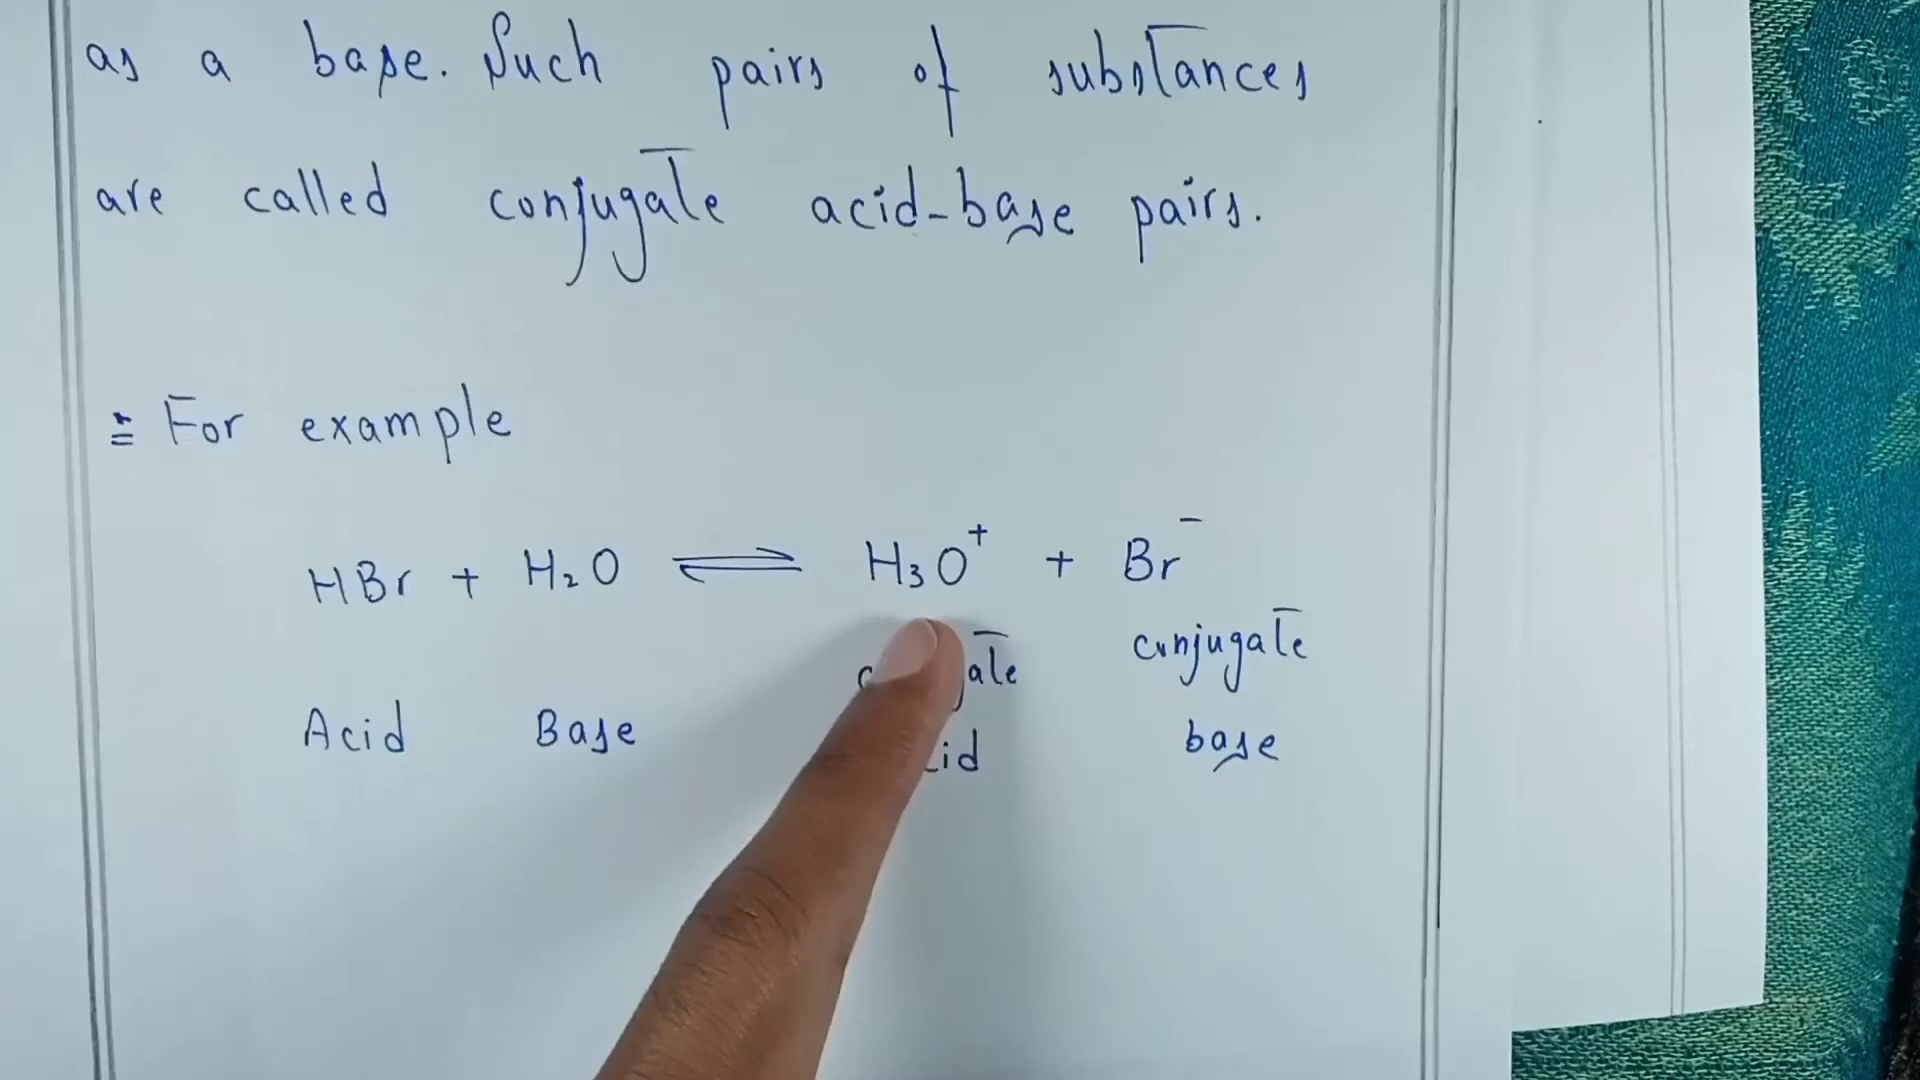 as a base. Such pairs of substances
are called conjugate acid-base pairs.
= For example
HBr + H₂O ⇌ H₃O⁺ + Br⁻
conjugate
Acid Base base